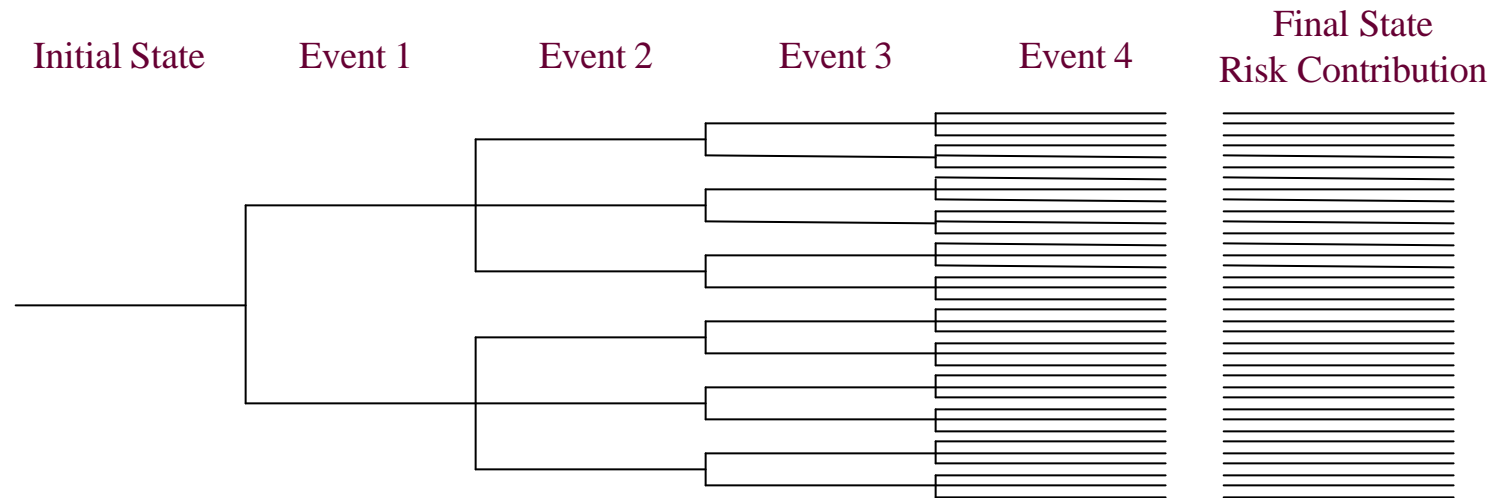 Initial State
Event 1
Event 2
Event 3
Event 4
Final State
Risk Contribution